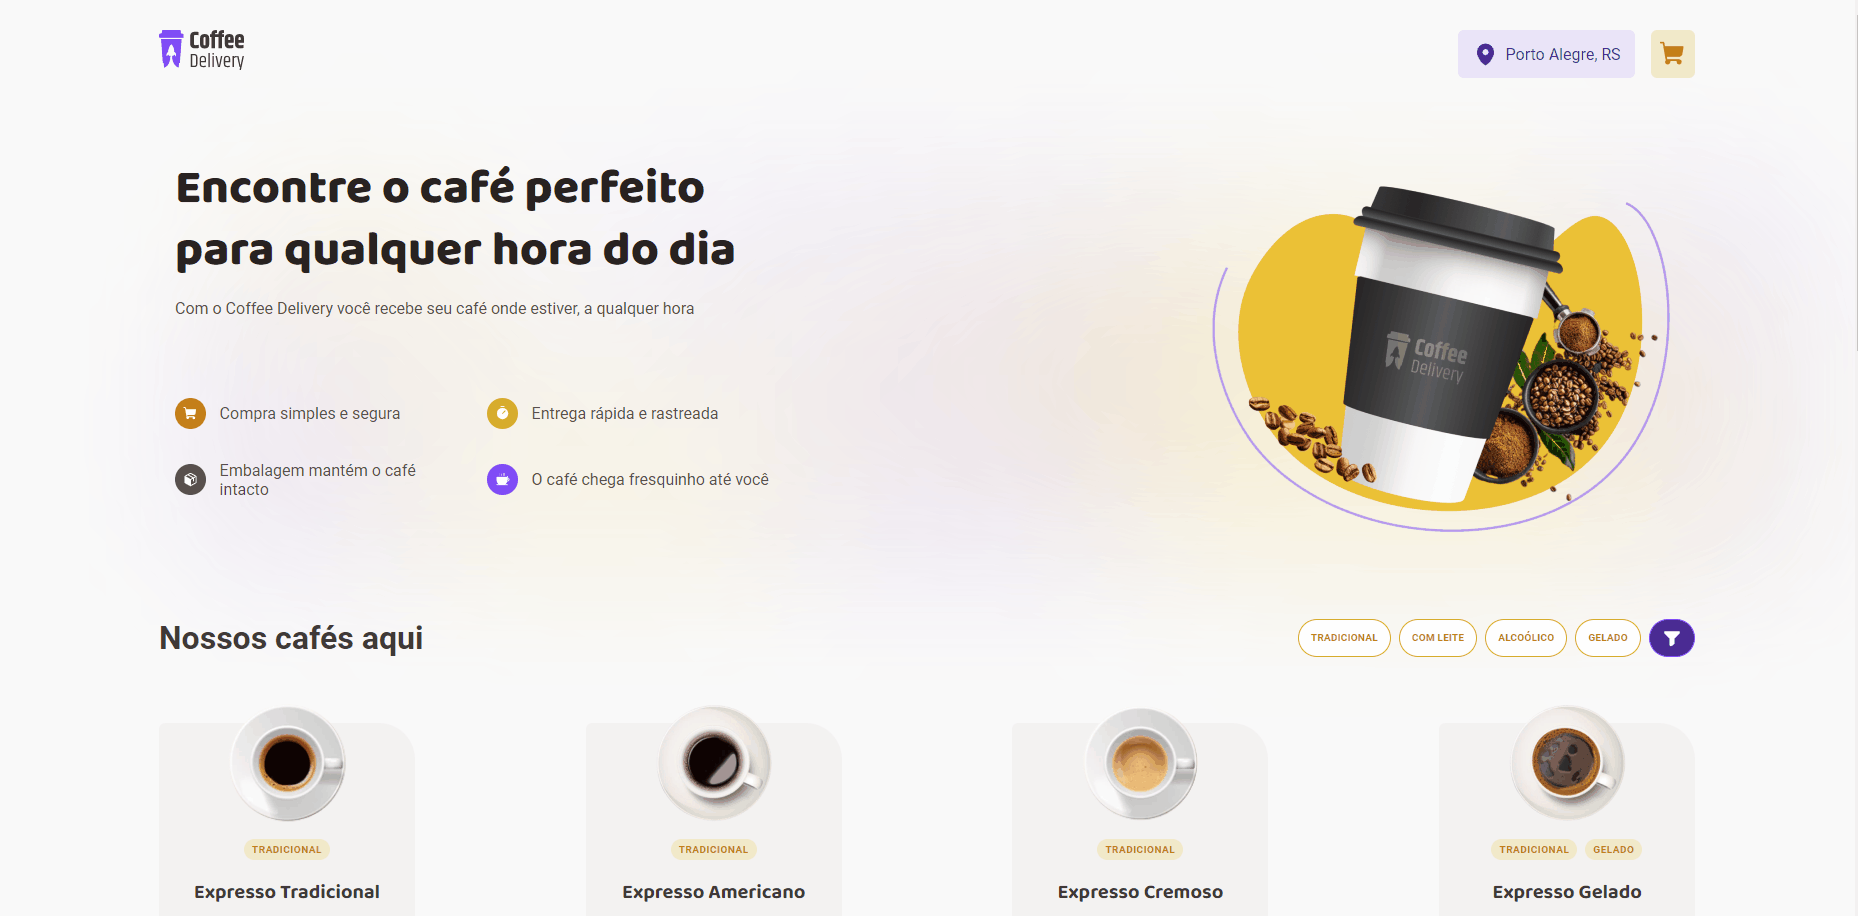 Coffee
Delivery
Porto Alegre, RS
Encontre o café perfeito
para qualquer hora do dia
Com o Coffee Delivery você recebe seu café onde estiver, a qualquer hora
Compra simples e segura
Entrega rápida e rastreada
Embalagem mantém o café
intacto
O café chega fresquinho até você
Coffee
Delivery
Nossos cafés aqui
TRADICIONAL
COM LEITE
ALCOÓLICO
GELADO
TRADICIONAL
TRADICIONAL
TRADICIONAL
TRADICIONAL
GELADO
Expresso Tradicional
Expresso Americano
Expresso Cremoso
Expresso Gelado